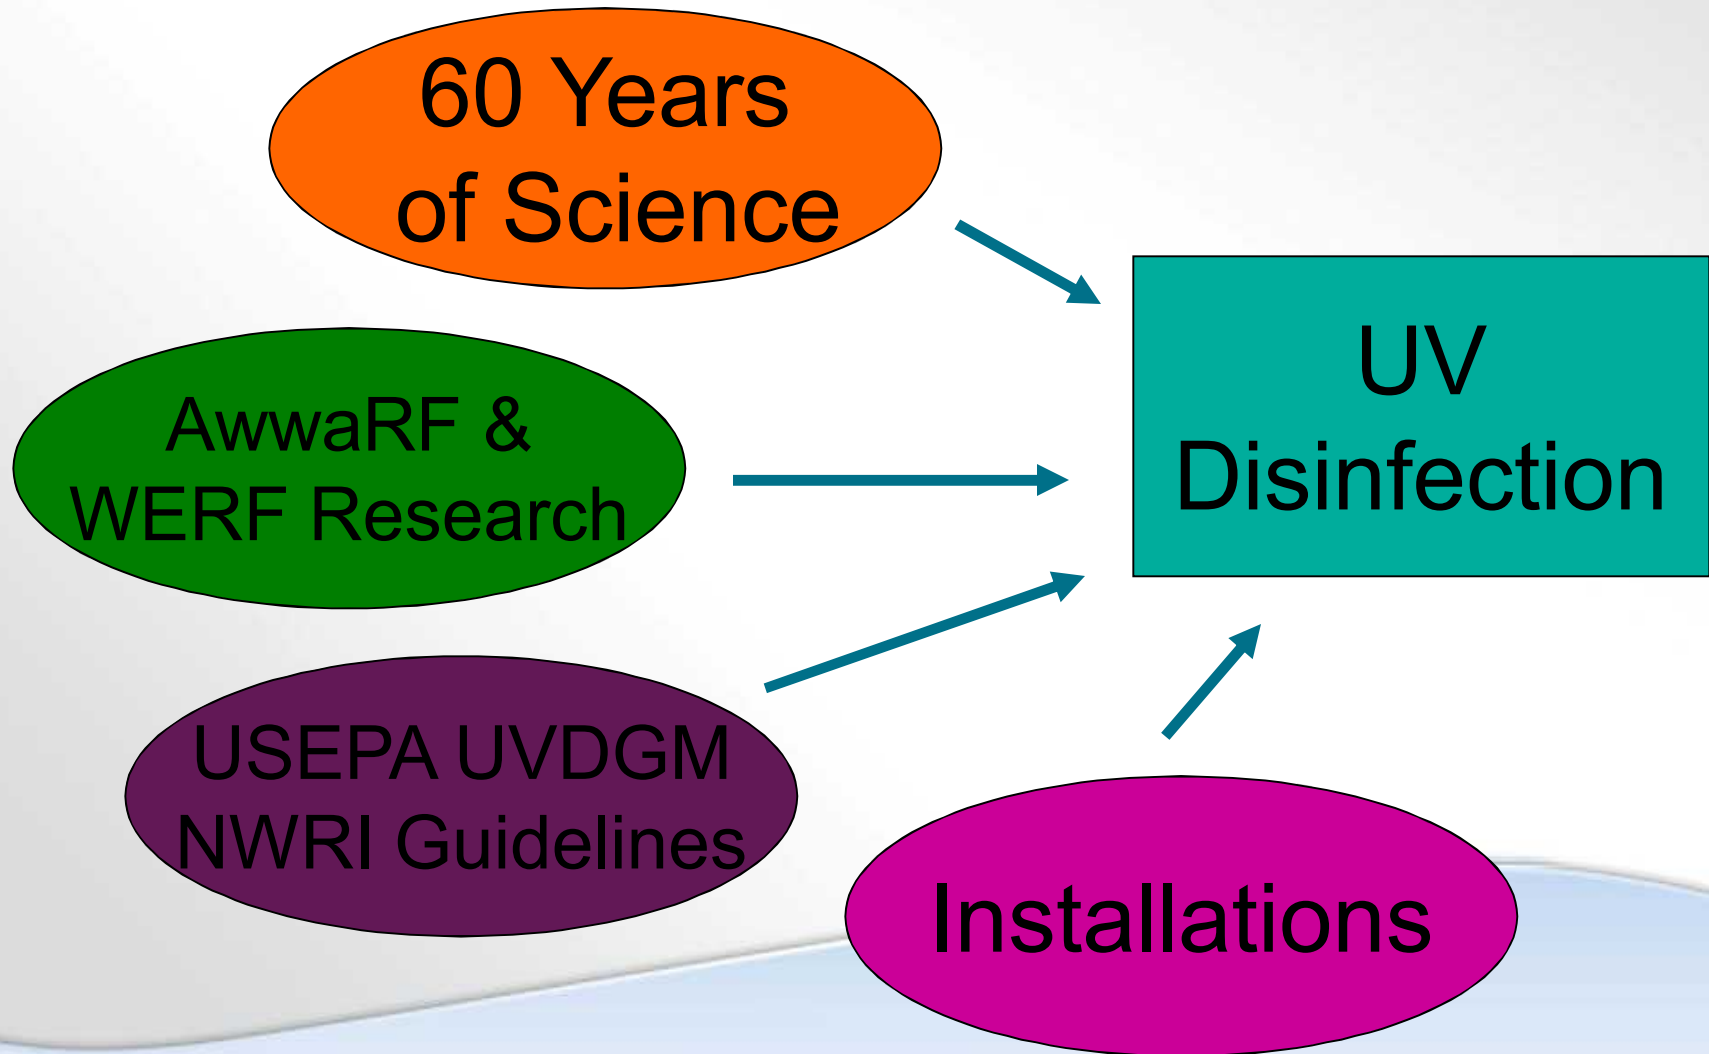 60 Years
of Science
AwwaRF &
WERF Research
USEPA UVDGM
NWRI Guidelines
Installations
UV
Disinfection